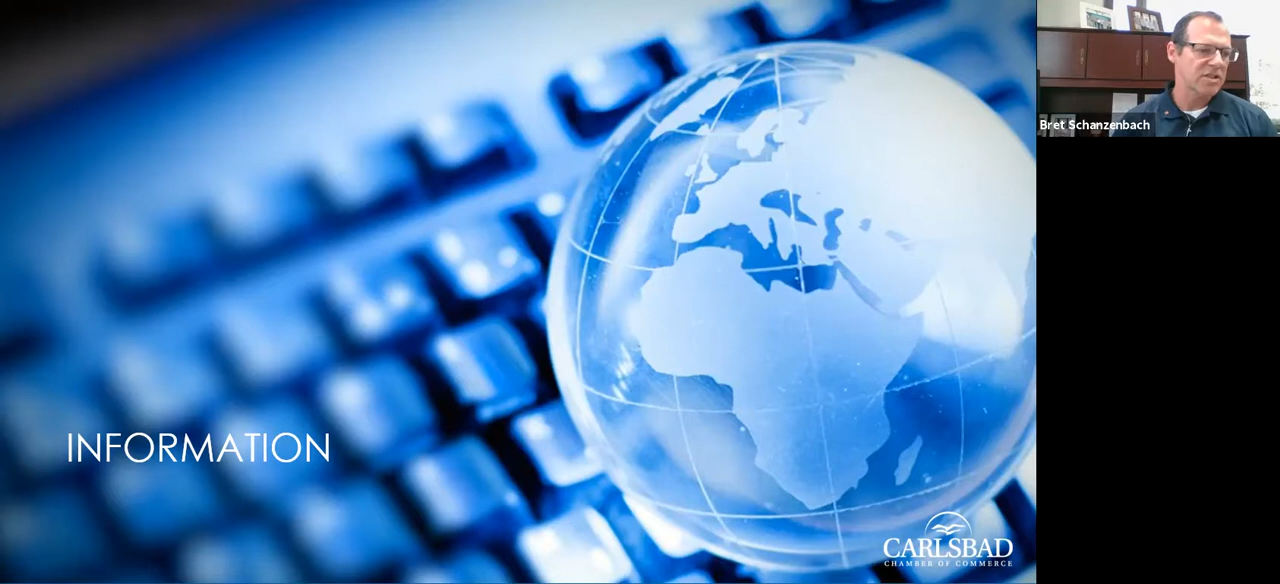 Bret Schanzenbach
INFORMATION
CARLSBAD
CHAMBER OF COMMERCE